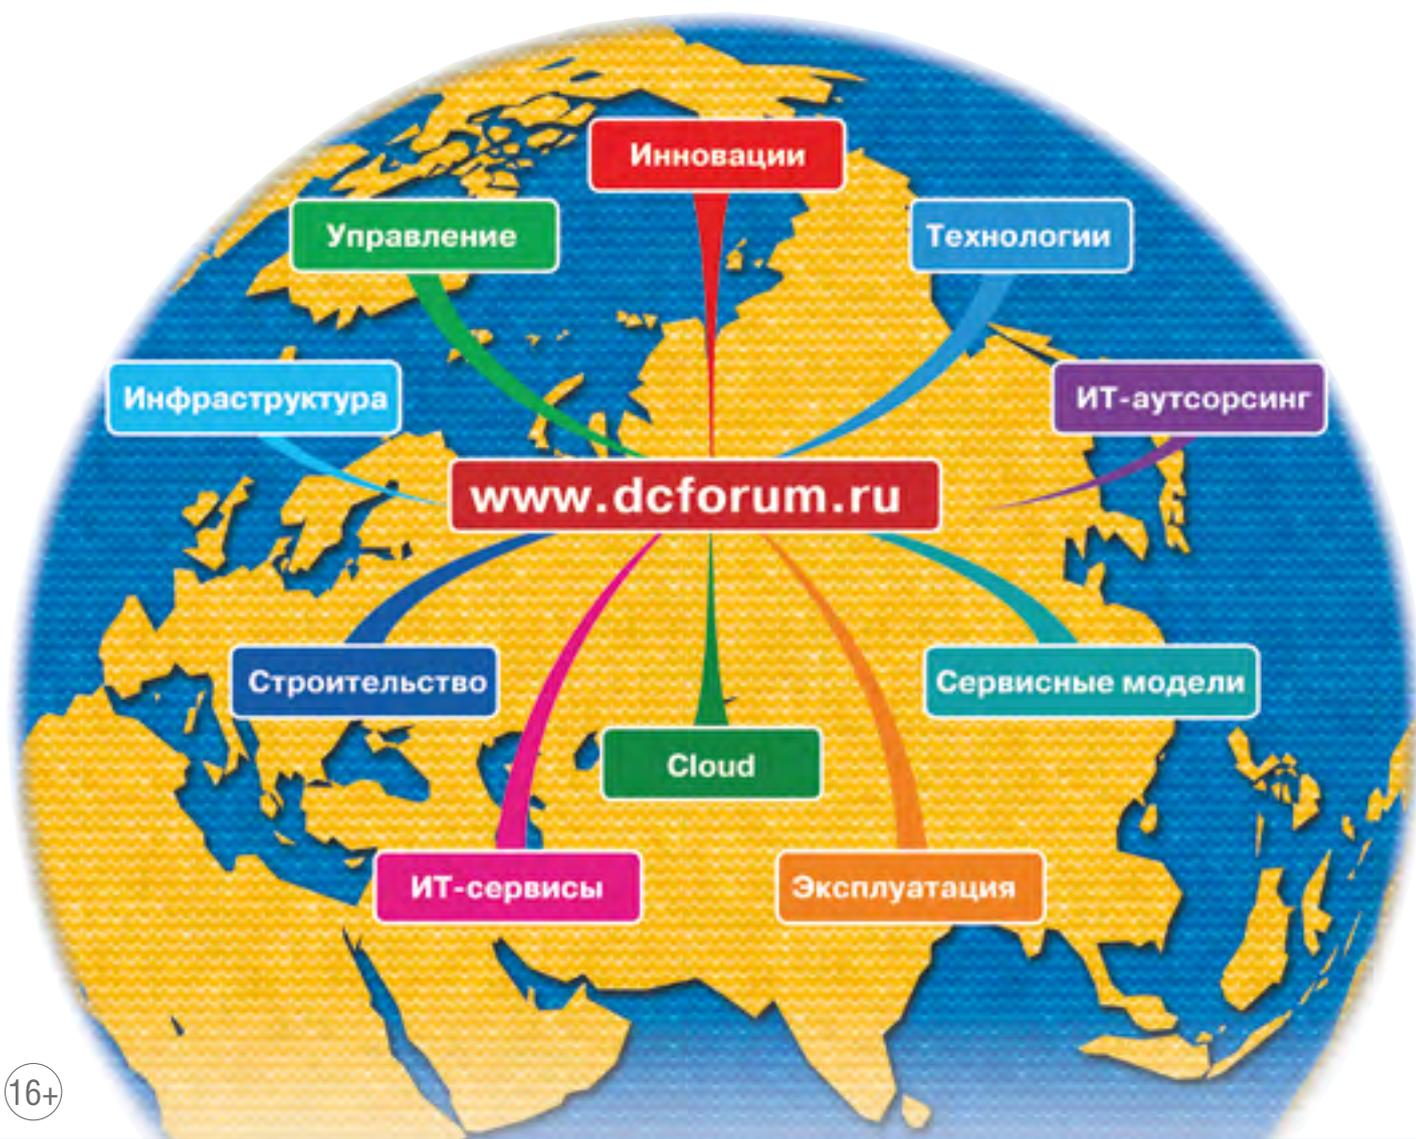 Инновации
Управление
Технологии
Инфраструктура
ИТ-аутсорсинг
www.dcforum.ru
Строительство
Сервисные модели
Cloud
ИТ-сервисы
Эксплуатация
16+